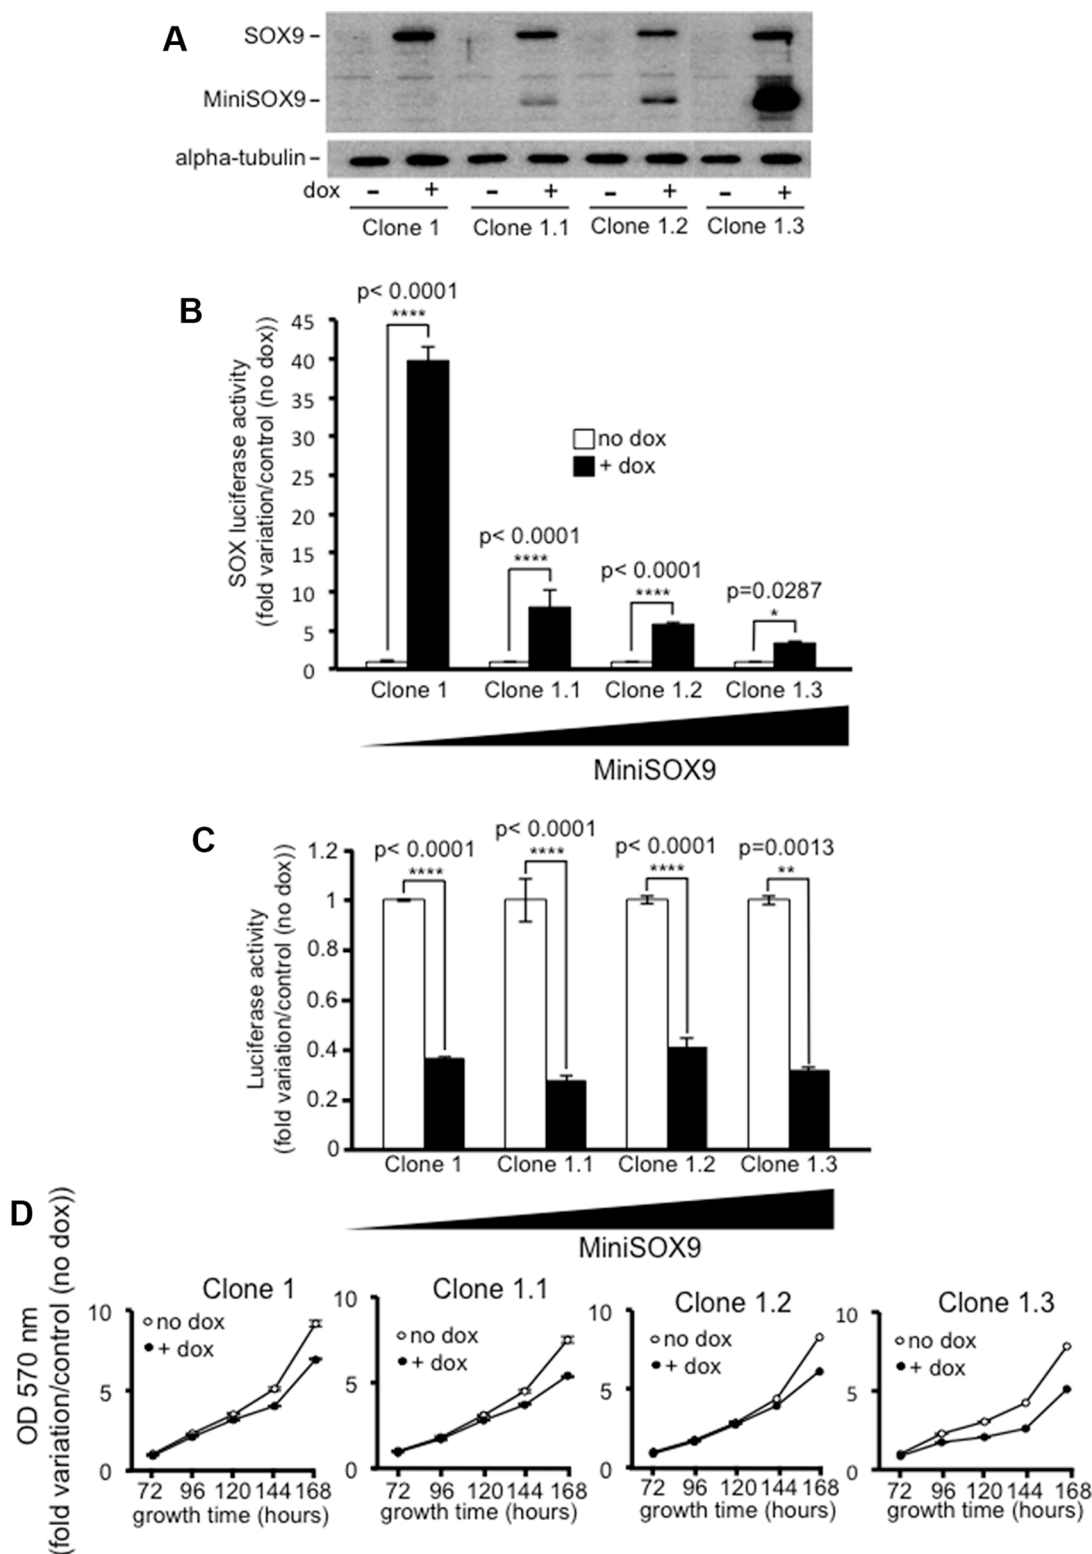 A
SOX9 –
MiniSOX9 –
alpha-tubulin –
dox – + – + – + – +
Clone 1 Clone 1.1 Clone 1.2 Clone 1.3
B
SOX luciferase activity
(fold variation/control (no dox))
45
40
35
30
25
20
15
10
5
0
p< 0.0001
****
p< 0.0001
****
p< 0.0001
****
p=0.0287
*
no dox
+ dox
Clone 1 Clone 1.1 Clone 1.2 Clone 1.3
MiniSOX9
C
Luciferase activity
(fold variation/control (no dox))
1.2
1
0.8
0.6
0.4
0.2
0
p< 0.0001
****
p< 0.0001
****
p< 0.0001
****
p=0.0013
**
Clone 1 Clone 1.1 Clone 1.2 Clone 1.3
MiniSOX9
D
OD 570 nm
(fold variation/control (no dox))
Clone 1
10
5
0
no dox
+ dox
72 96 120 144 168
growth time (hours)
Clone 1.1
10
5
0
no dox
+ dox
72 96 120 144 168
growth time (hours)
Clone 1.2
10
5
0
no dox
+ dox
72 96 120 144 168
growth time (hours)
Clone 1.3
10
5
0
no dox
+ dox
72 96 120 144 168
growth time (hours)